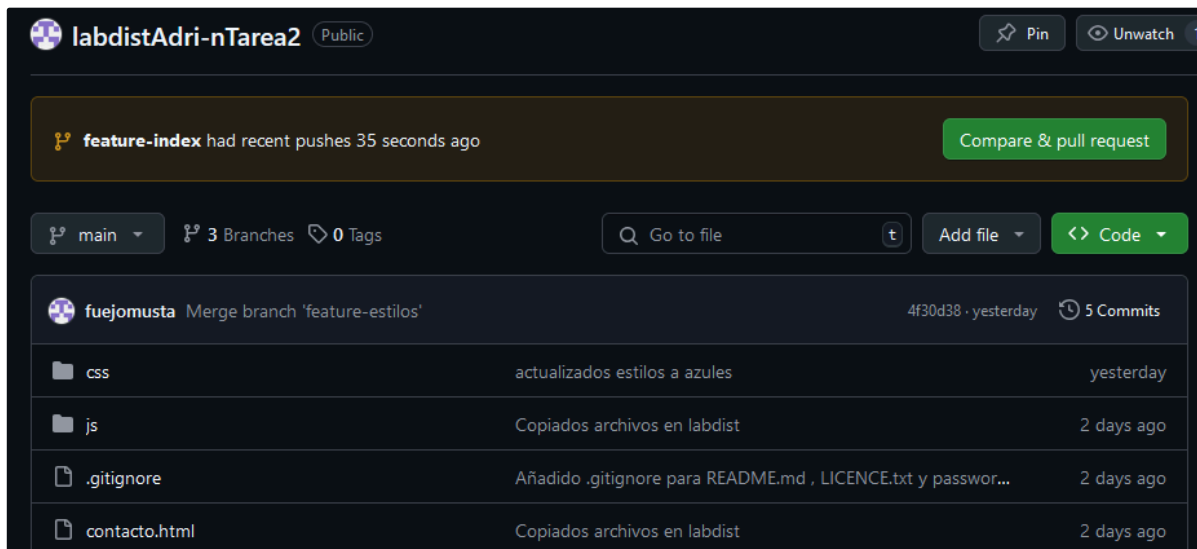 labdistAdri-nTarea2 Public Pin Unwatch
feature-index had recent pushes 35 seconds ago Compare & pull request
main 3 Branches 0 Tags Go to file t Add file Code
fuejomusta Merge branch 'feature-estilos' 4f30d38 · yesterday 5 Commits
css actualizados estilos a azules yesterday
js Copiados archivos en labdist 2 days ago
.gitignore Añadido .gitignore para README.md , LICENCE.txt y passwor... 2 days ago
contacto.html Copiados archivos en labdist 2 days ago